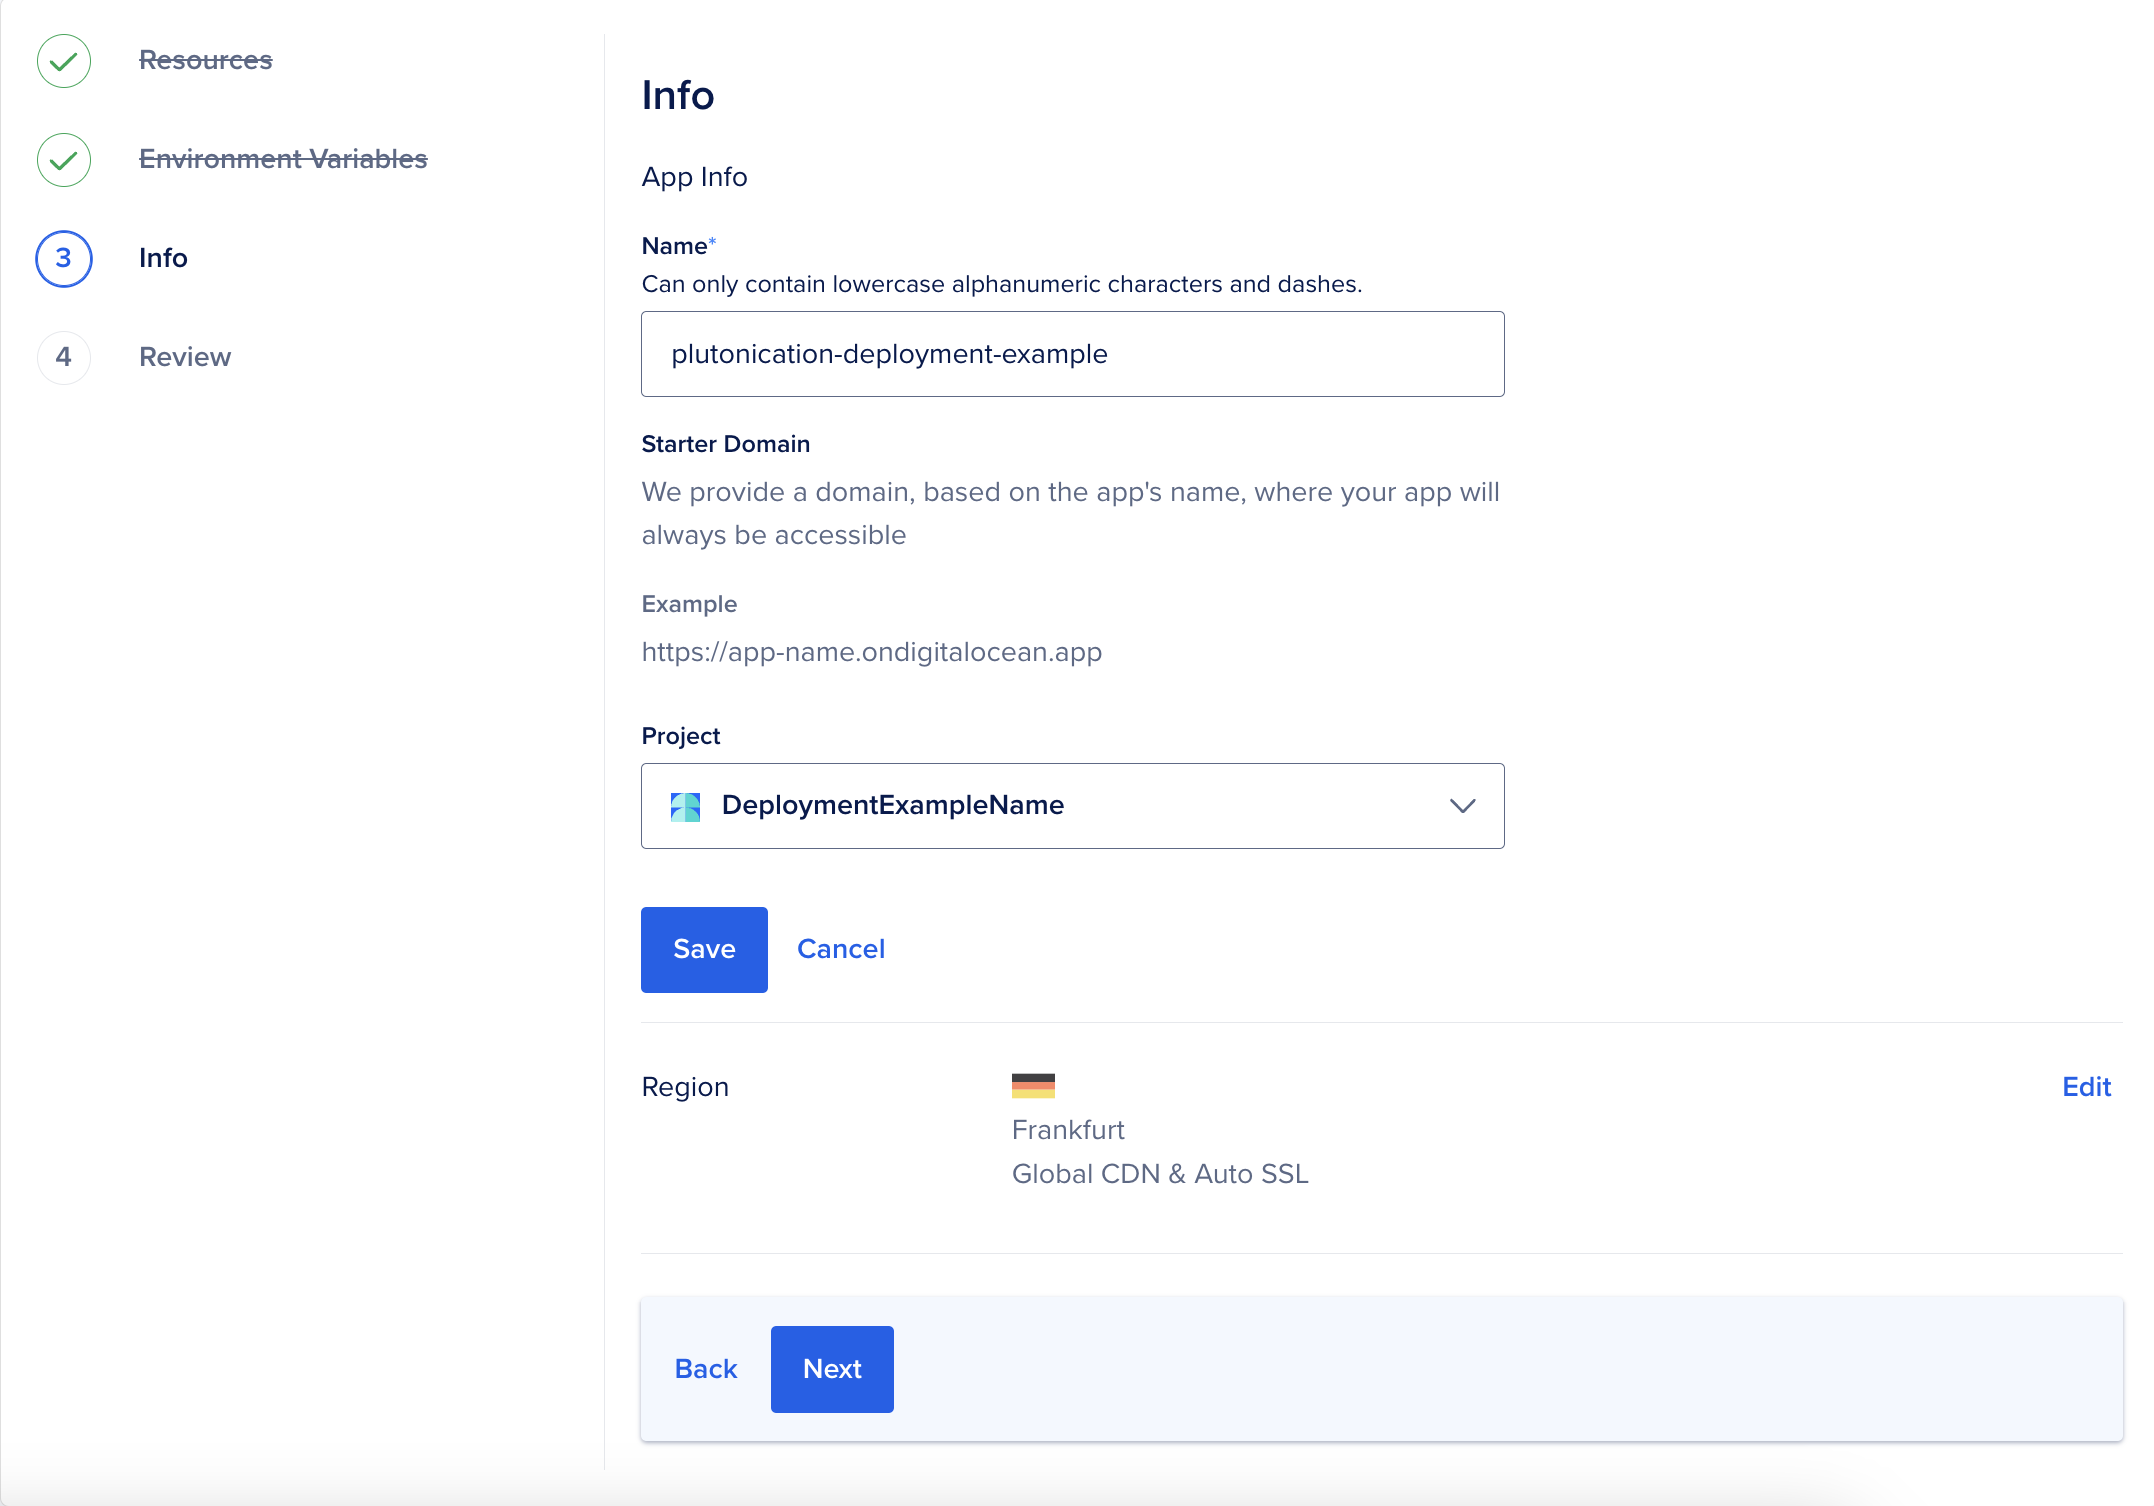 Resources
Environment Variables
3 Info
4 Review
Info
App Info
Name*
Can only contain lowercase alphanumeric characters and dashes.
plutonication-deployment-example
Starter Domain
We provide a domain, based on the app's name, where your app will
always be accessible
Example
https://app-name.ondigitalocean.app
Project
DeploymentExampleName
Save Cancel
Region Edit
Frankfurt
Global CDN & Auto SSL
Back Next